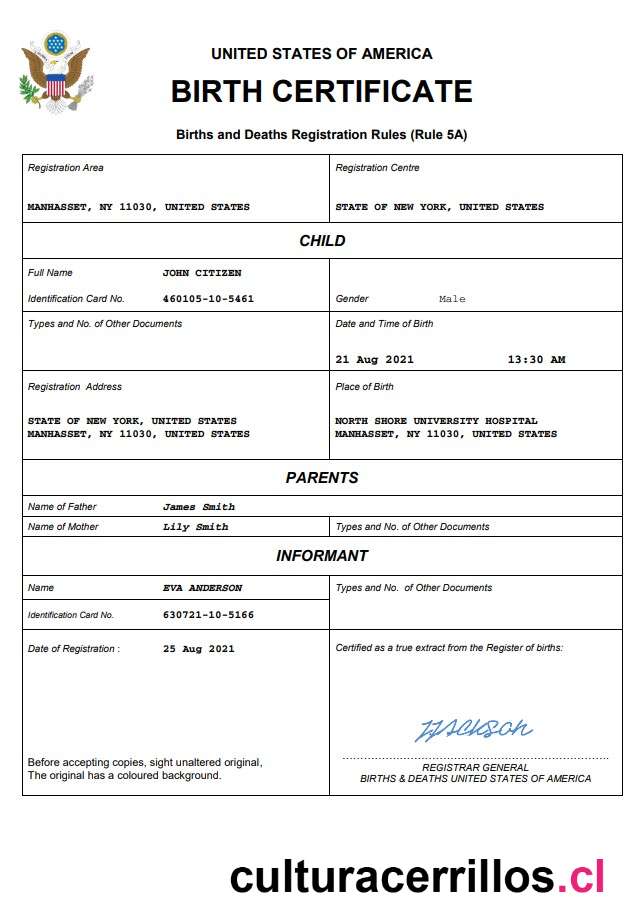 UNITED STATES OF AMERICA
BIRTH CERTIFICATE
Births and Deaths Registration Rules (Rule 5A)
Registration Area
Registration Centre
MANHASSET, NY 11030, UNITED STATES
STATE OF NEW YORK, UNITED STATES
CHILD
Full Name JOHN CITIZEN
Identification Card No. 460105-10-5461
Gender Male
Types and No. of Other Documents
Date and Time of Birth
21 Aug 2021 13:30 AM
Registration Address
STATE OF NEW YORK, UNITED STATES
MANHASSET, NY 11030, UNITED STATES
Place of Birth
NORTH SHORE UNIVERSITY HOSPITAL
MANHASSET, NY 11030, UNITED STATES
PARENTS
Name of Father James Smith
Name of Mother Lily Smith
Types and No. of Other Documents
INFORMANT
Name EVA ANDERSON
Types and No. of Other Documents
Identification Card No. 630721-10-5166
Date of Registration : 25 Aug 2021
Certified as a true extract from the Register of births:
Before accepting copies, sight unaltered original,
The original has a coloured background.
REGISTRAR GENERAL
BIRTHS & DEATHS UNITED STATES OF AMERICA
culturacerrillos.cl